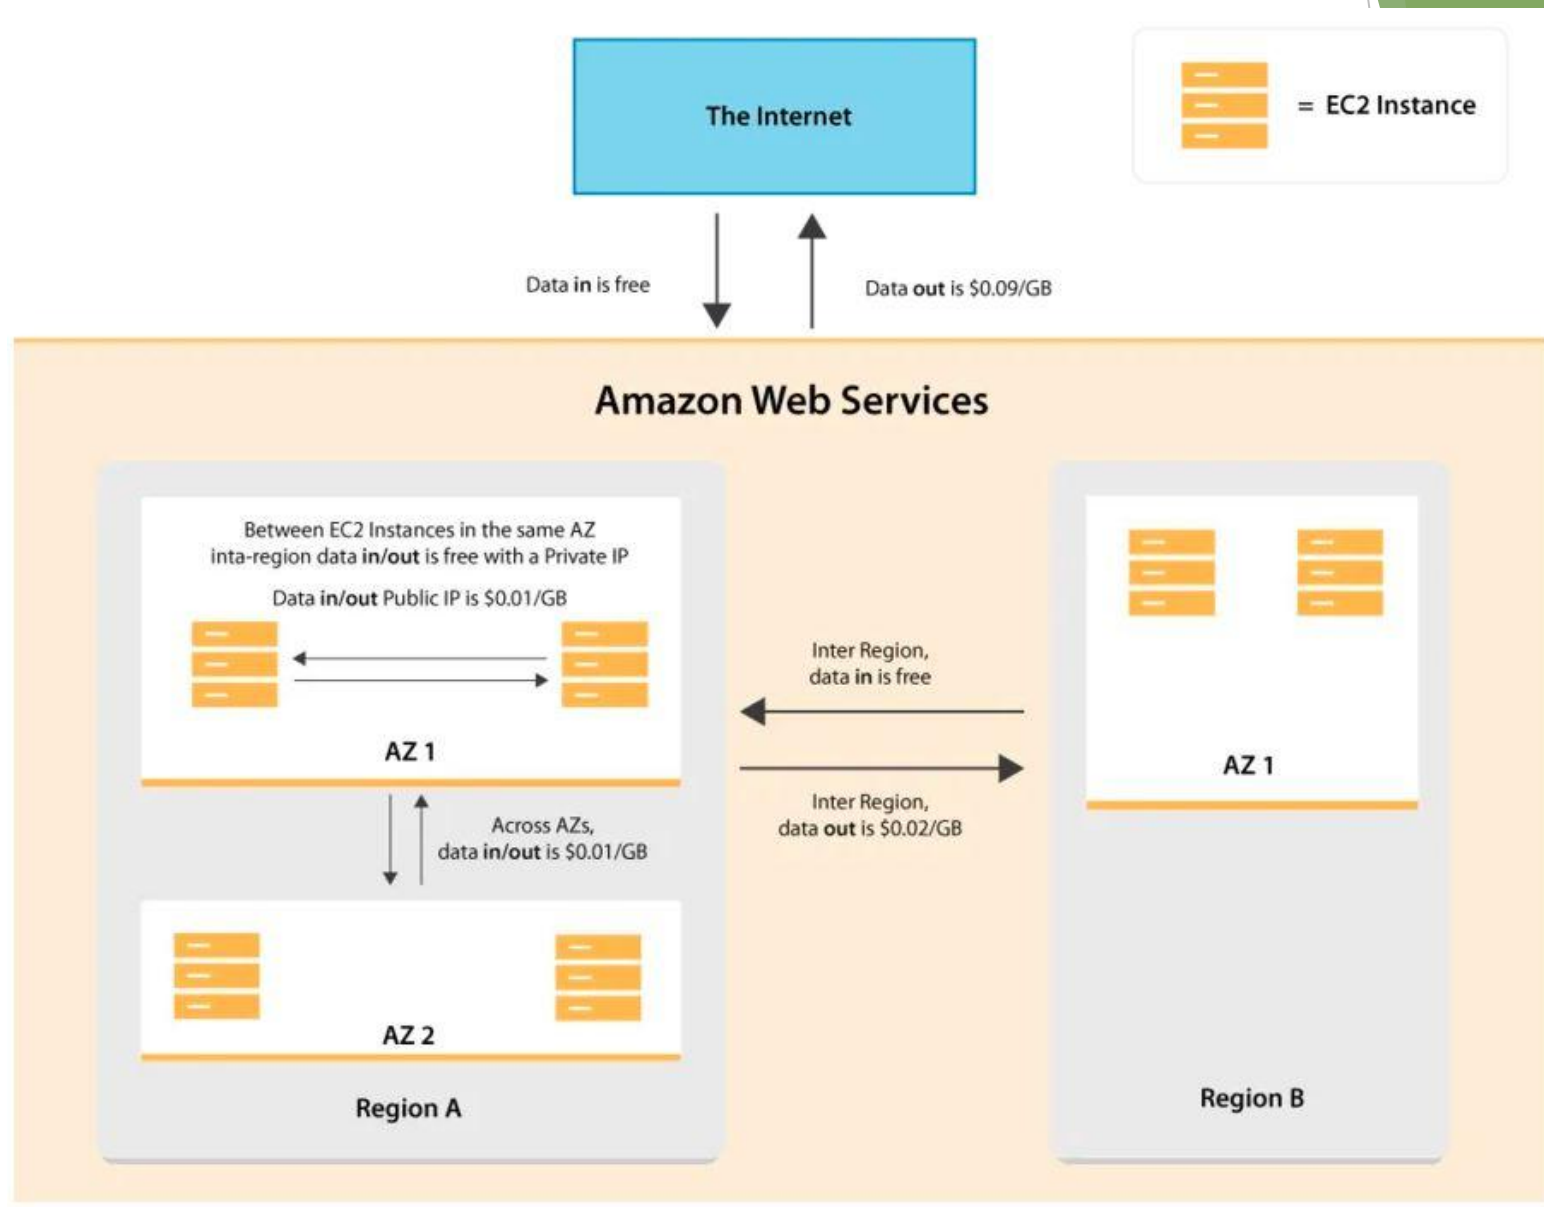 The Internet
= EC2 Instance
Data in is free
Data out is $0.09/GB
Amazon Web Services
Between EC2 Instances in the same AZ
inta-region data in/out is free with a Private IP
Data in/out Public IP is $0.01/GB
AZ 1
Across AZs,
data in/out is $0.01/GB
AZ 2
Region A
Inter Region,
data in is free
Inter Region,
data out is $0.02/GB
AZ 1
Region B